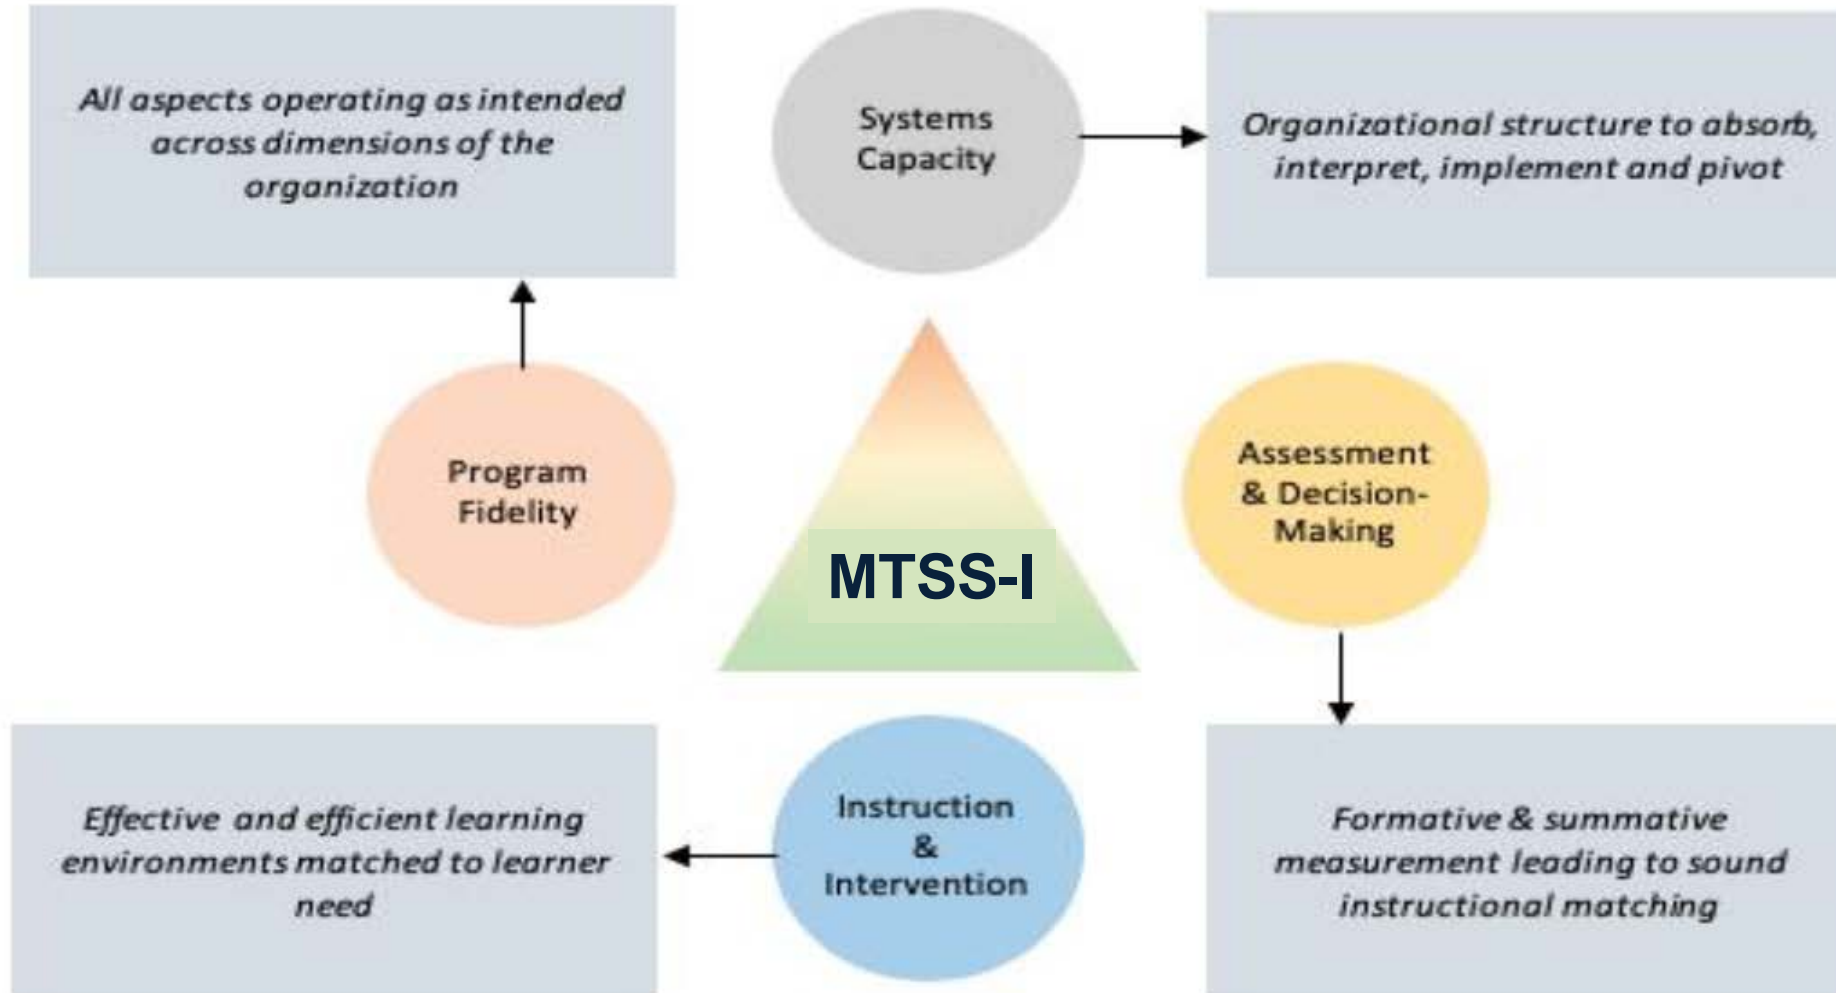 All aspects operating as intended
across dimensions of the
organization
Systems
Capacity
Organizational structure to absorb,
interpret, implement and pivot
Program
Fidelity
MTSS-I
Assessment
& Decision-
Making
Effective and efficient learning
environments matched to learner
need
Instruction
&
Intervention
Formative & summative
measurement leading to sound
instructional matching